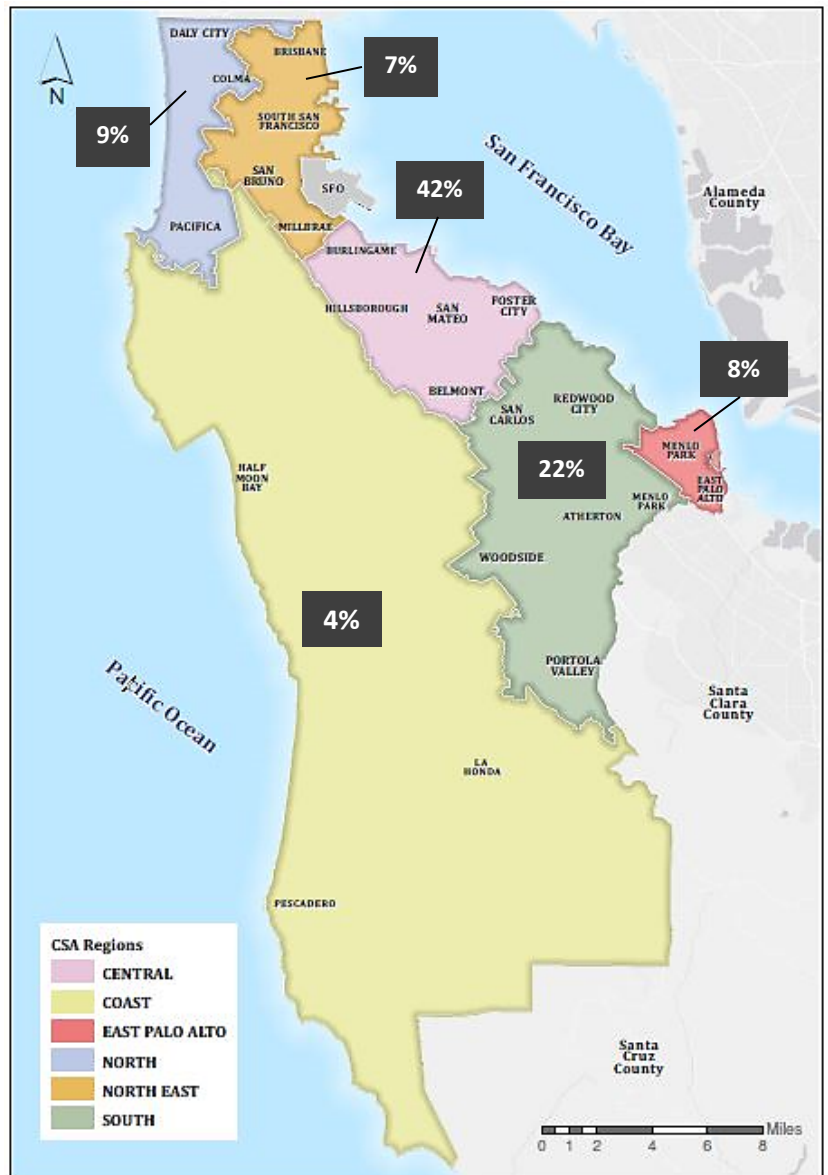 DALY CITY
BRISBANE
7%
COLMA
N
9%
SOUTH SAN
FRANCISCO
San Francisco Bay
SAN
BRUNO
SFO
42%
Alameda
County
PACIFICA
MILLBRAE
BURLINGAME
HILLSBOROUGH
SAN
MATEO
FOSTER
CITY
8%
BELMONT
SAN
CARLOS
REDWOOD
CITY
MENLO
PARK
HALF
MOON
BAY
22%
EAST
PALO
ALTO
MENLO
PARK
ATHERTON
WOODSIDE
4%
Pacific Ocean
PORTOLA
VALLEY
Santa
Clara
County
LA
HONDA
PESCADERO
CSA Regions
CENTRAL
COAST
EAST PALO ALTO
NORTH
NORTH EAST
SOUTH
Santa
Cruz
County
Miles
0 1 2 4 6 8